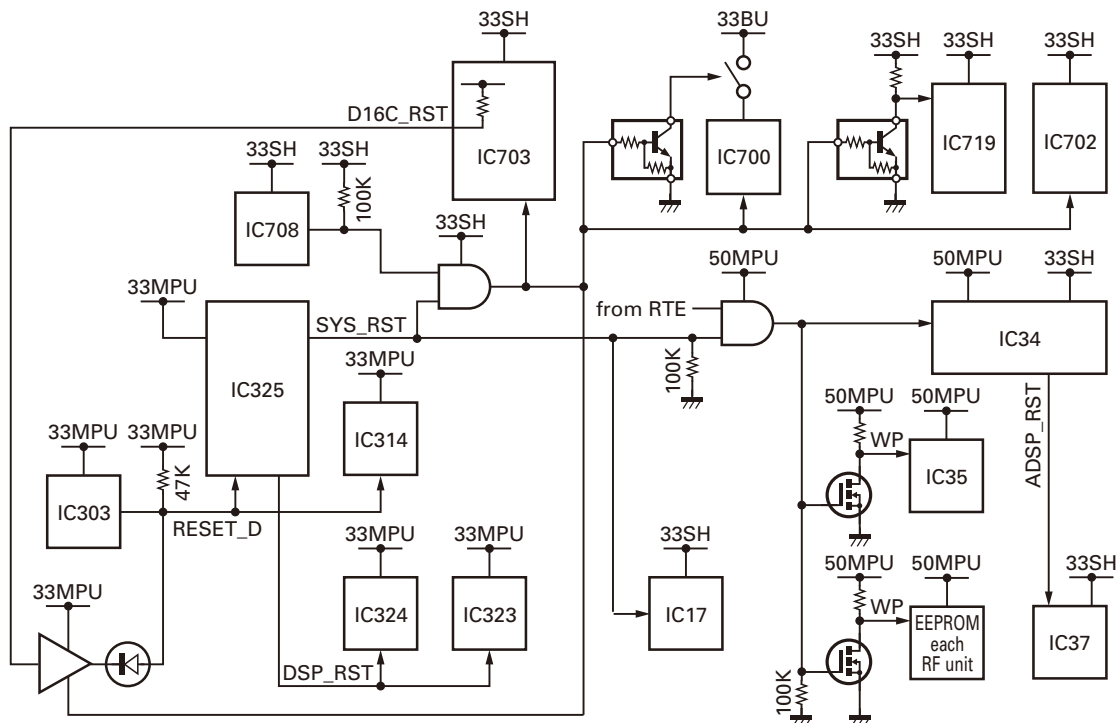 33SH
33BU
33SH
33SH
33SH
D16C_RST
IC703
IC700
IC719
IC702
33SH
33SH
100K
IC708
33SH
50MPU
50MPU
33SH
33MPU
SYS_RST
from RTE
IC34
IC325
33MPU
100K
33MPU
33MPU
IC314
50MPU
50MPU
47K
WP
IC35
ADSP_RST
IC303
RESET_D
33MPU
33MPU
33SH
50MPU
50MPU
33SH
33MPU
IC324
IC323
IC17
WP
EEPROM
each
RF unit
IC37
DSP_RST
100K